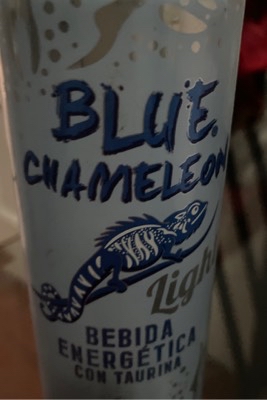 BLUE
CHAMELEON
Light
BEBIDA
ENERGÉTICA
CON TAURINA